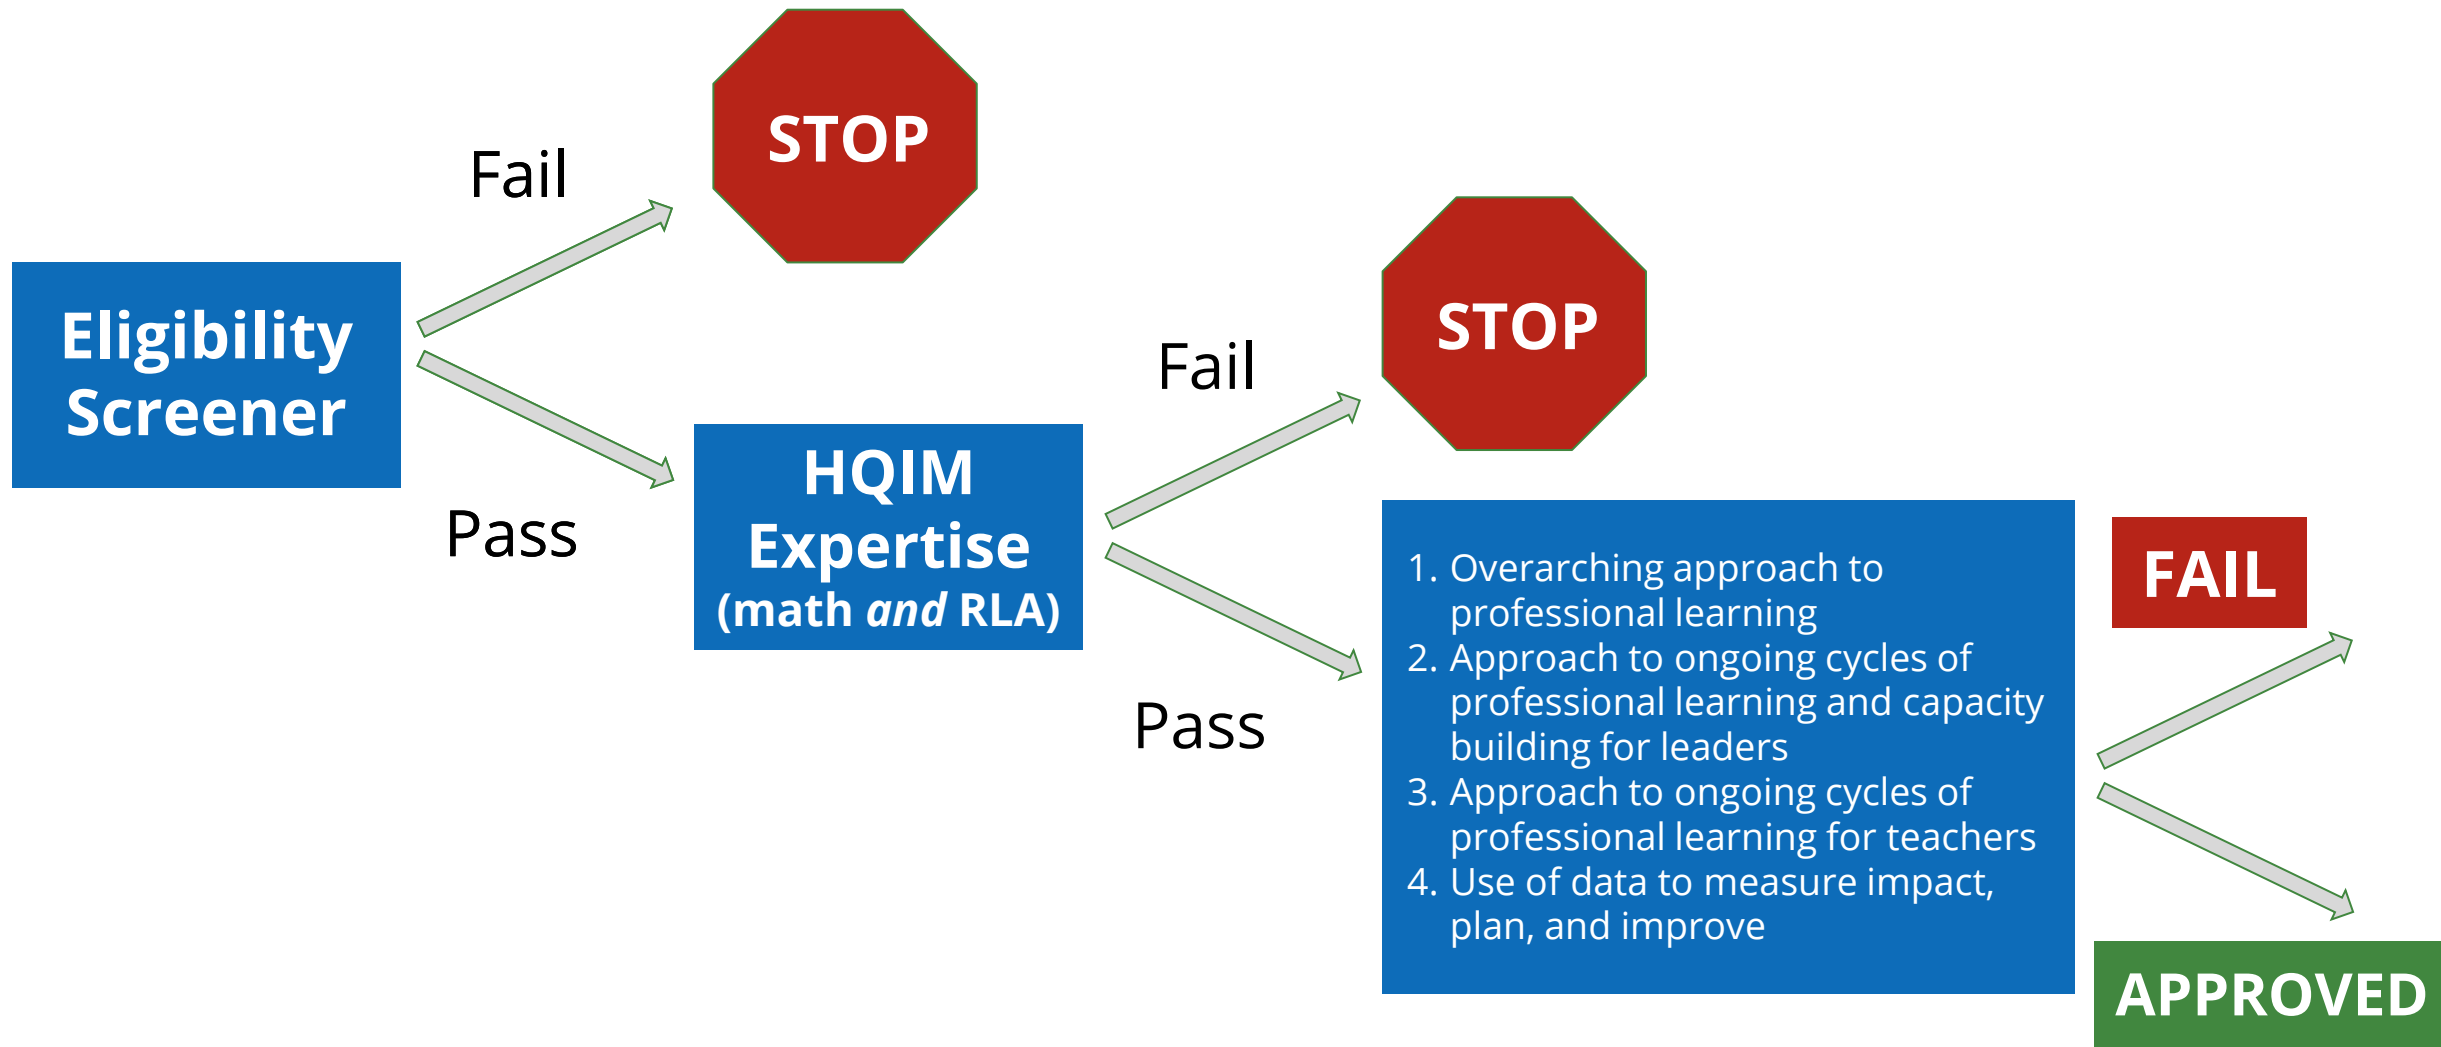 STOP
Fail
Eligibility
Screener
Pass
STOP
Fail
HQIM
Expertise
(math and RLA)
Pass
1. Overarching approach to
professional learning
2. Approach to ongoing cycles of
professional learning and capacity
building for leaders
3. Approach to ongoing cycles of
professional learning for teachers
4. Use of data to measure impact,
plan, and improve
FAIL
APPROVED